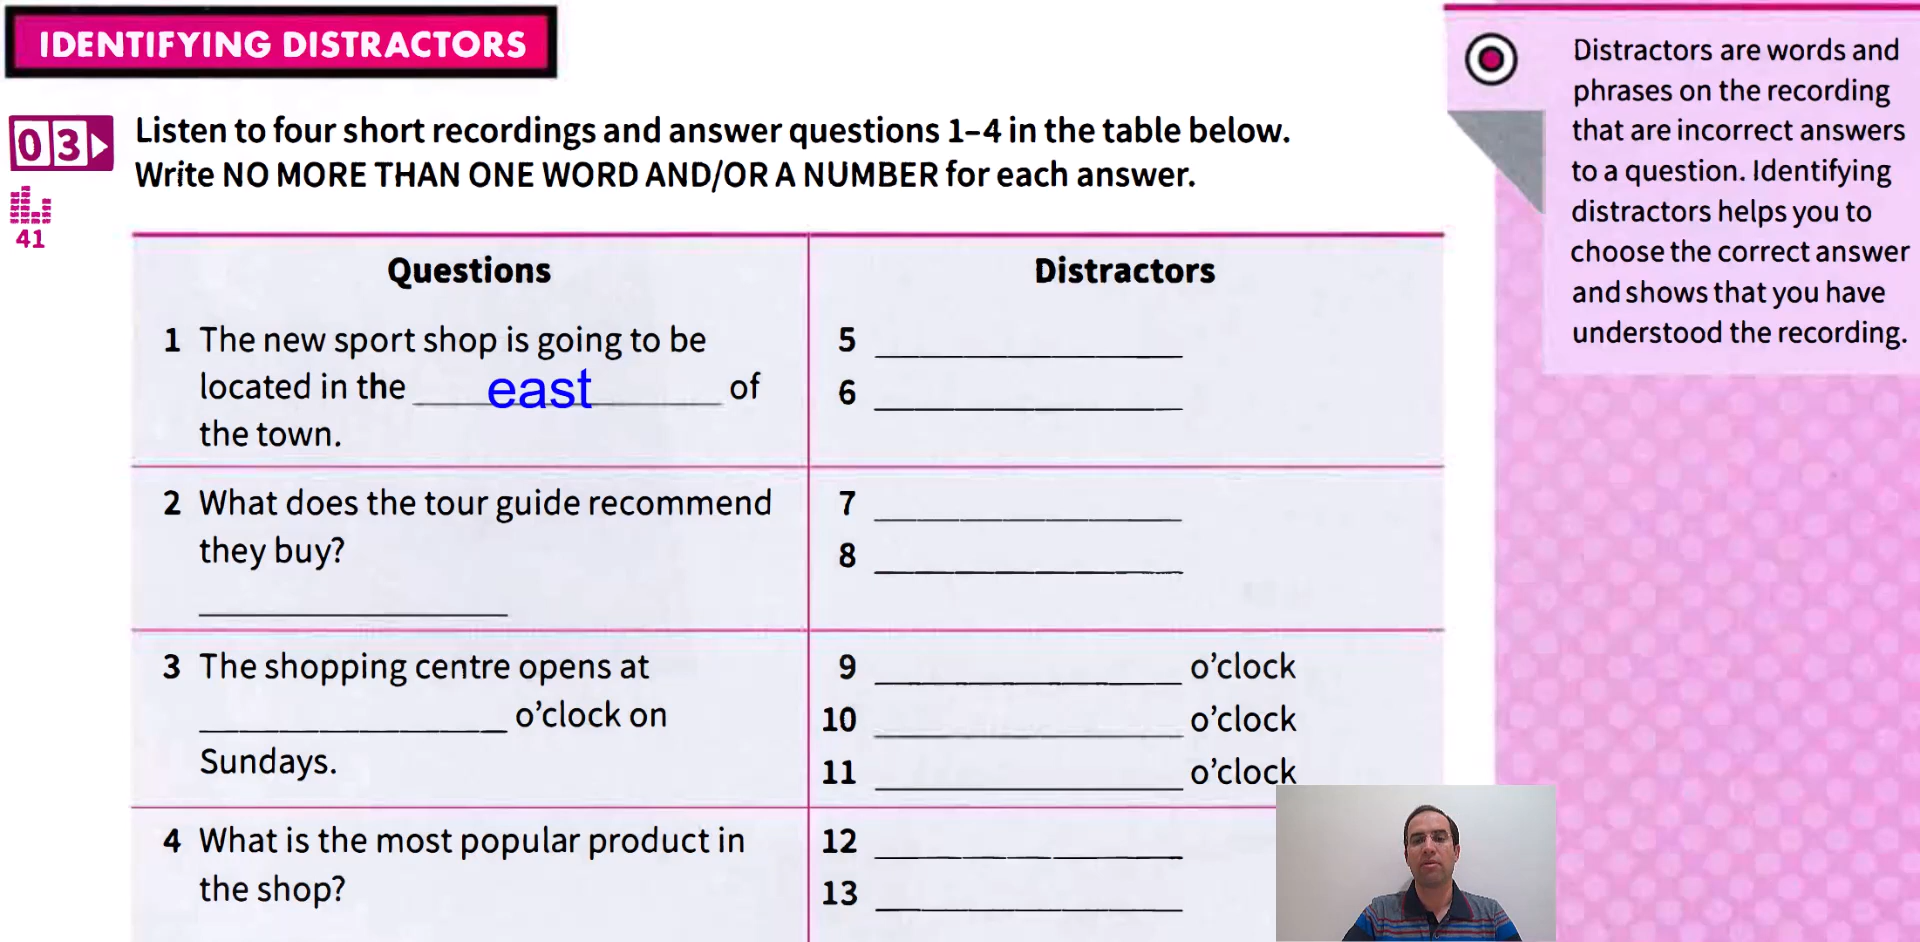 IDENTIFYING DISTRACTORS
03
41
Listen to four short recordings and answer questions 1–4 in the table below.
Write NO MORE THAN ONE WORD AND/OR A NUMBER for each answer.
Questions
1 The new sport shop is going to be
located in the east of
the town.
2 What does the tour guide recommend
they buy?
3 The shopping centre opens at
o'clock on
Sundays.
4 What is the most popular product in
the shop?
Distractors
5
6
7
8
9 o'clock
10 o'clock
11 o'clock
12
13
Distractors are words and
phrases on the recording
that are incorrect answers
to a question. Identifying
distractors helps you to
choose the correct answer
and shows that you have
understood the recording.